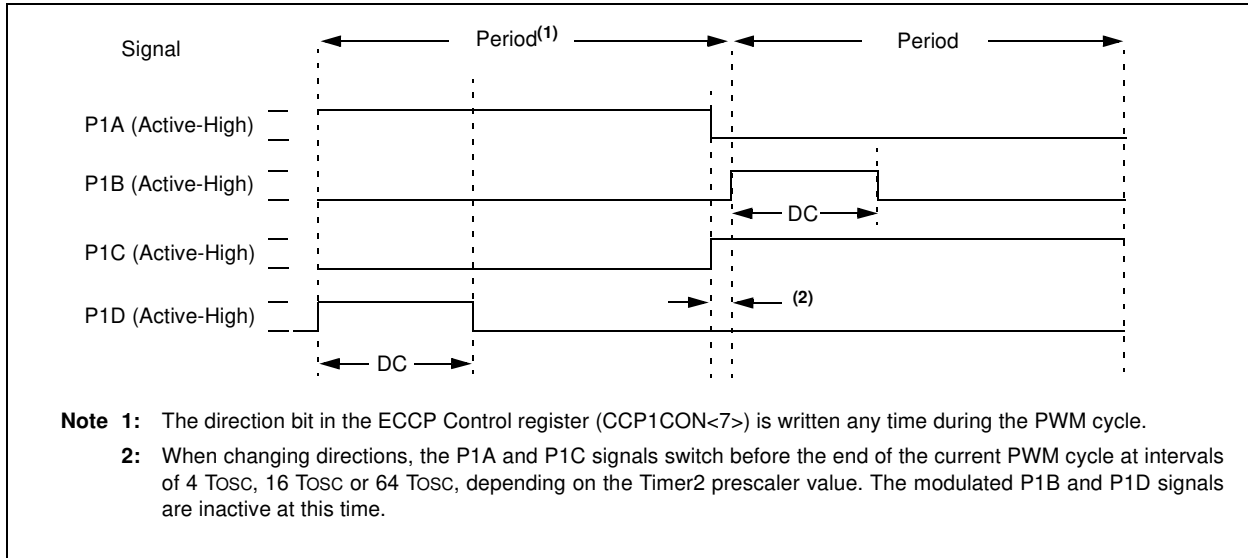 Signal
Period(1)
Period
P1A (Active-High)
P1B (Active-High)
DC
P1C (Active-High)
(2)
P1D (Active-High)
DC
Note 1: The direction bit in the ECCP Control register (CCP1CON<7>) is written any time during the PWM cycle.
2: When changing directions, the P1A and P1C signals switch before the end of the current PWM cycle at intervals
of 4 TOSC, 16 TOSC or 64 TOSC, depending on the Timer2 prescaler value. The modulated P1B and P1D signals
are inactive at this time.